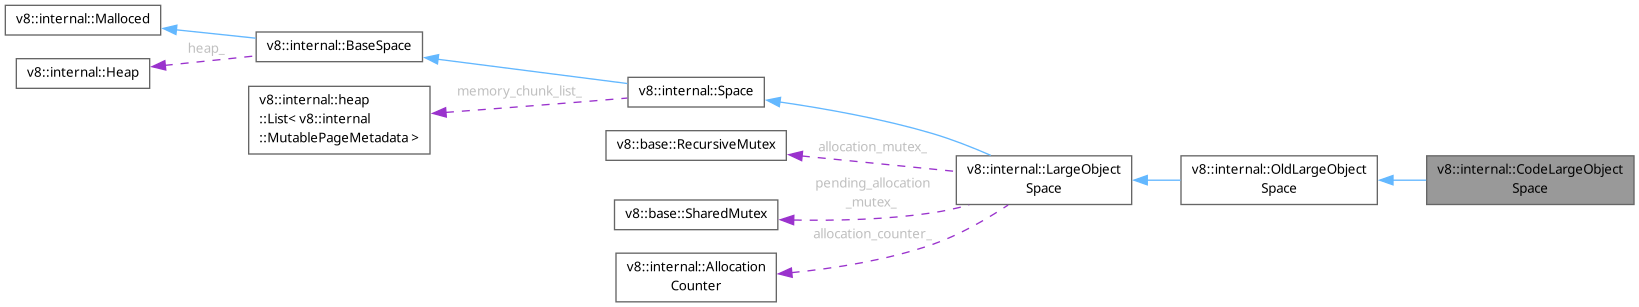 v8::internal::Malloced
heap_
v8::internal::BaseSpace
v8::internal::Heap
memory_chunk_list_
v8::internal::Space
v8::internal::heap
::List< v8::internal
::MutablePageMetadata >
v8::base::RecursiveMutex
allocation_mutex_
v8::internal::LargeObject
Space
v8::internal::OldLargeObject
Space
v8::internal::CodeLargeObject
Space
pending_allocation
_mutex_
v8::base::SharedMutex
allocation_counter_
v8::internal::Allocation
Counter